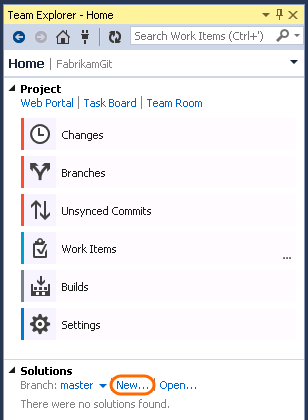 Team Explorer - Home
Search Work Items (Ctrl+')
Home | FabrikamGit
Project
Web Portal | Task Board | Team Room
Changes
Branches
Unsynced Commits
Work Items
...
Builds
Settings
Solutions
Branch: master New... Open...
There were no solutions found.